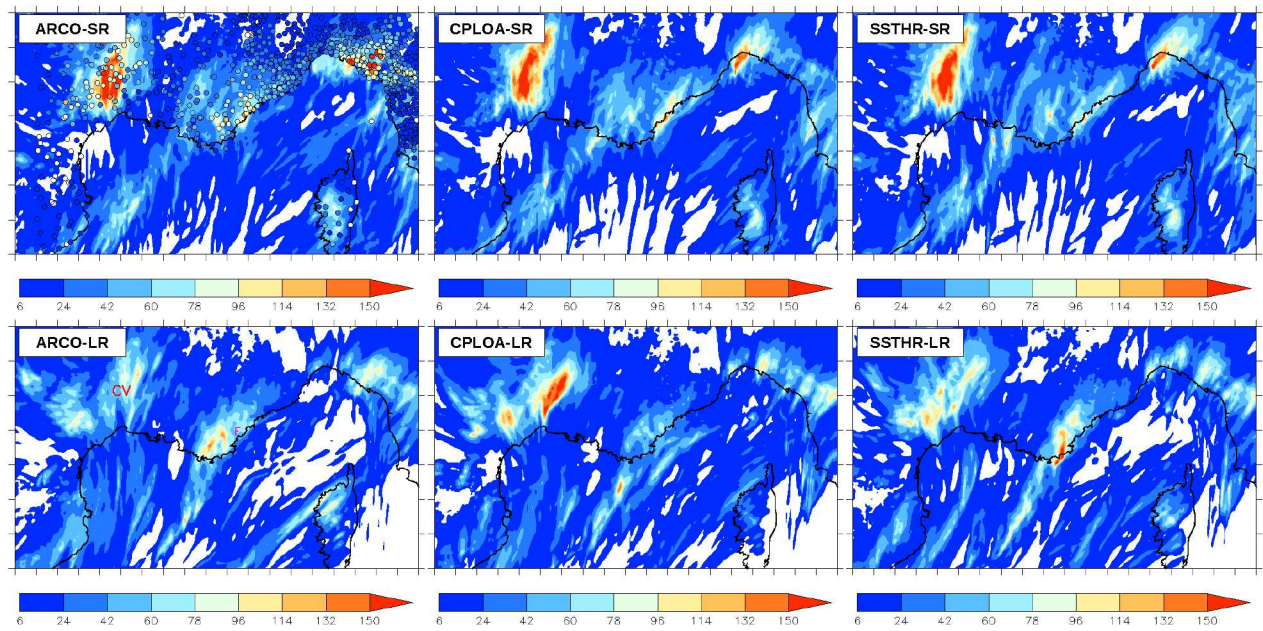 ARCO-SR
CPLOA-SR
SSTHR-SR
6 24 42 60 78 96 114 132 150
6 24 42 60 78 96 114 132 150
6 24 42 60 78 96 114 132 150
ARCO-LR
CPLOA-LR
SSTHR-LR
CV
F
6 24 42 60 78 96 114 132 150
6 24 42 60 78 96 114 132 150
6 24 42 60 78 96 114 132 150